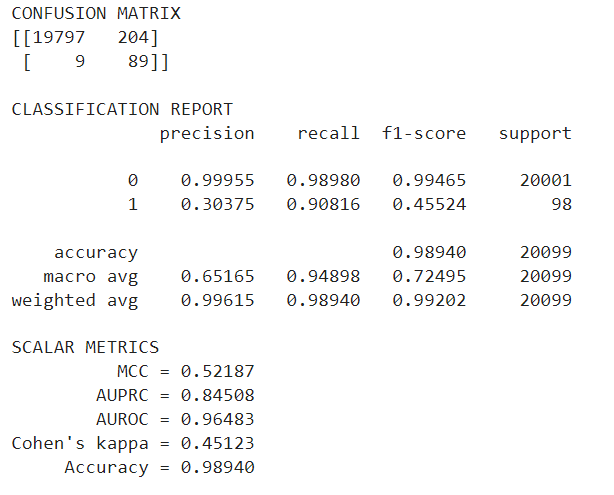 CONFUSION MATRIX
[[19797   204]
 [    9    89]]
CLASSIFICATION REPORT
              precision    recall  f1-score   support
           0    0.99955   0.98980   0.99465     20001
           1    0.30375   0.90816   0.45524        98
    accuracy                        0.98940     20099
   macro avg    0.65165   0.94898   0.72495     20099
weighted avg    0.99615   0.98940   0.99202     20099
SCALAR METRICS
         MCC = 0.52187
       AUPRC = 0.84508
       AUROC = 0.96483
Cohen's kappa = 0.45123
    Accuracy = 0.98940